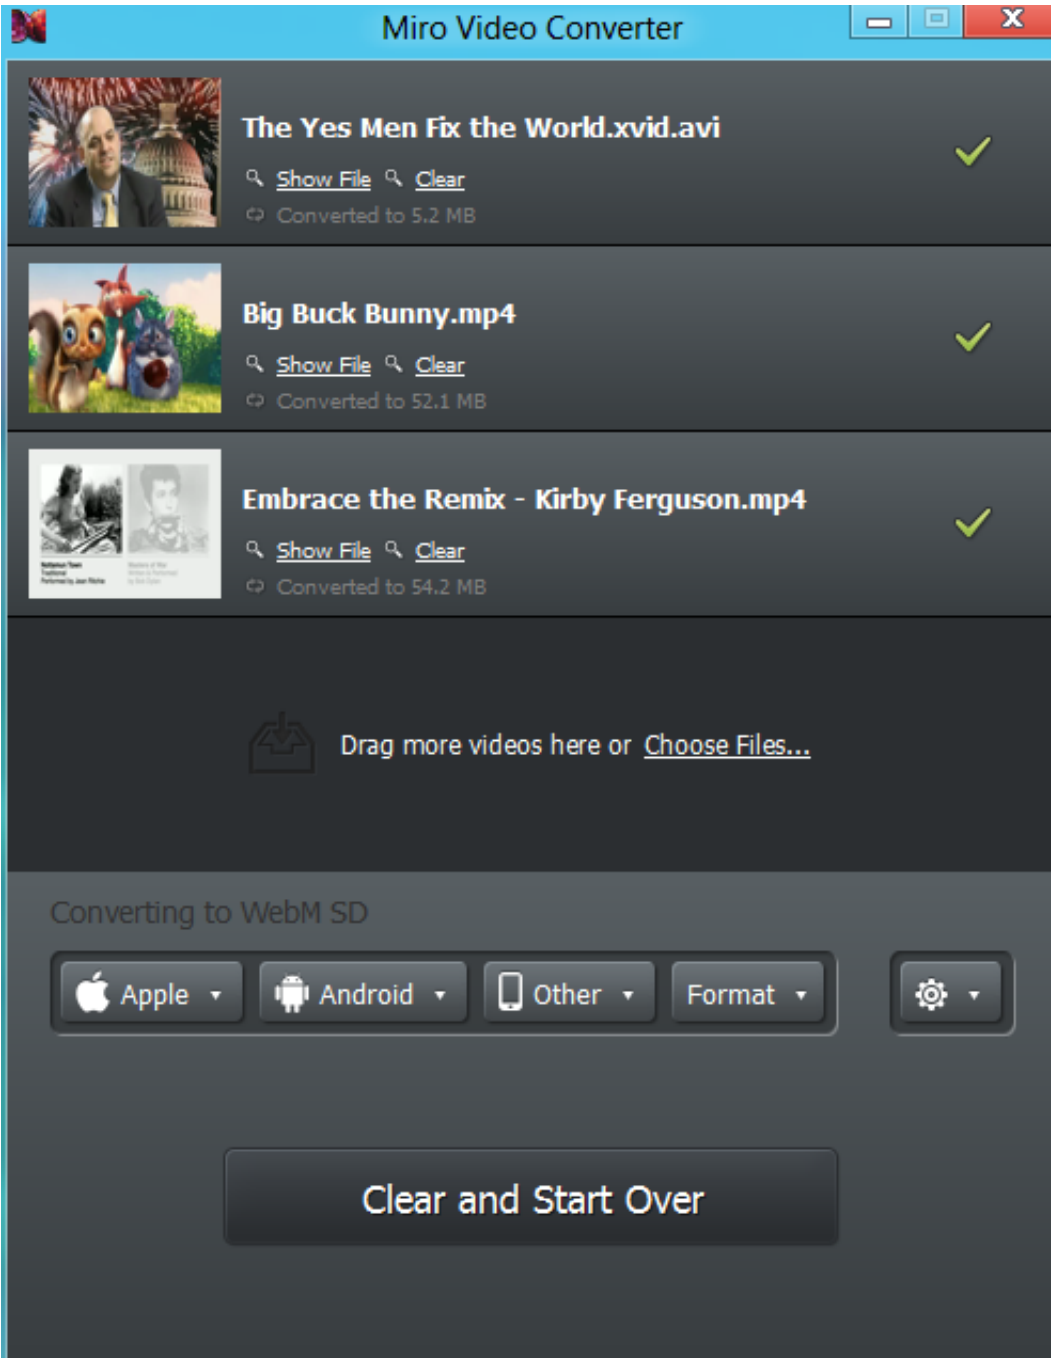 Miro Video Converter
The Yes Men Fix the World.xvid.avi
Show File Clear
Converted to 5.2 MB
Big Buck Bunny.mp4
Show File Clear
Converted to 52.1 MB
Embrace the Remix - Kirby Ferguson.mp4
Show File Clear
Converted to 54.2 MB
Drag more videos here or Choose Files...
Converting to WebM SD
Apple Android Other Format
Clear and Start Over